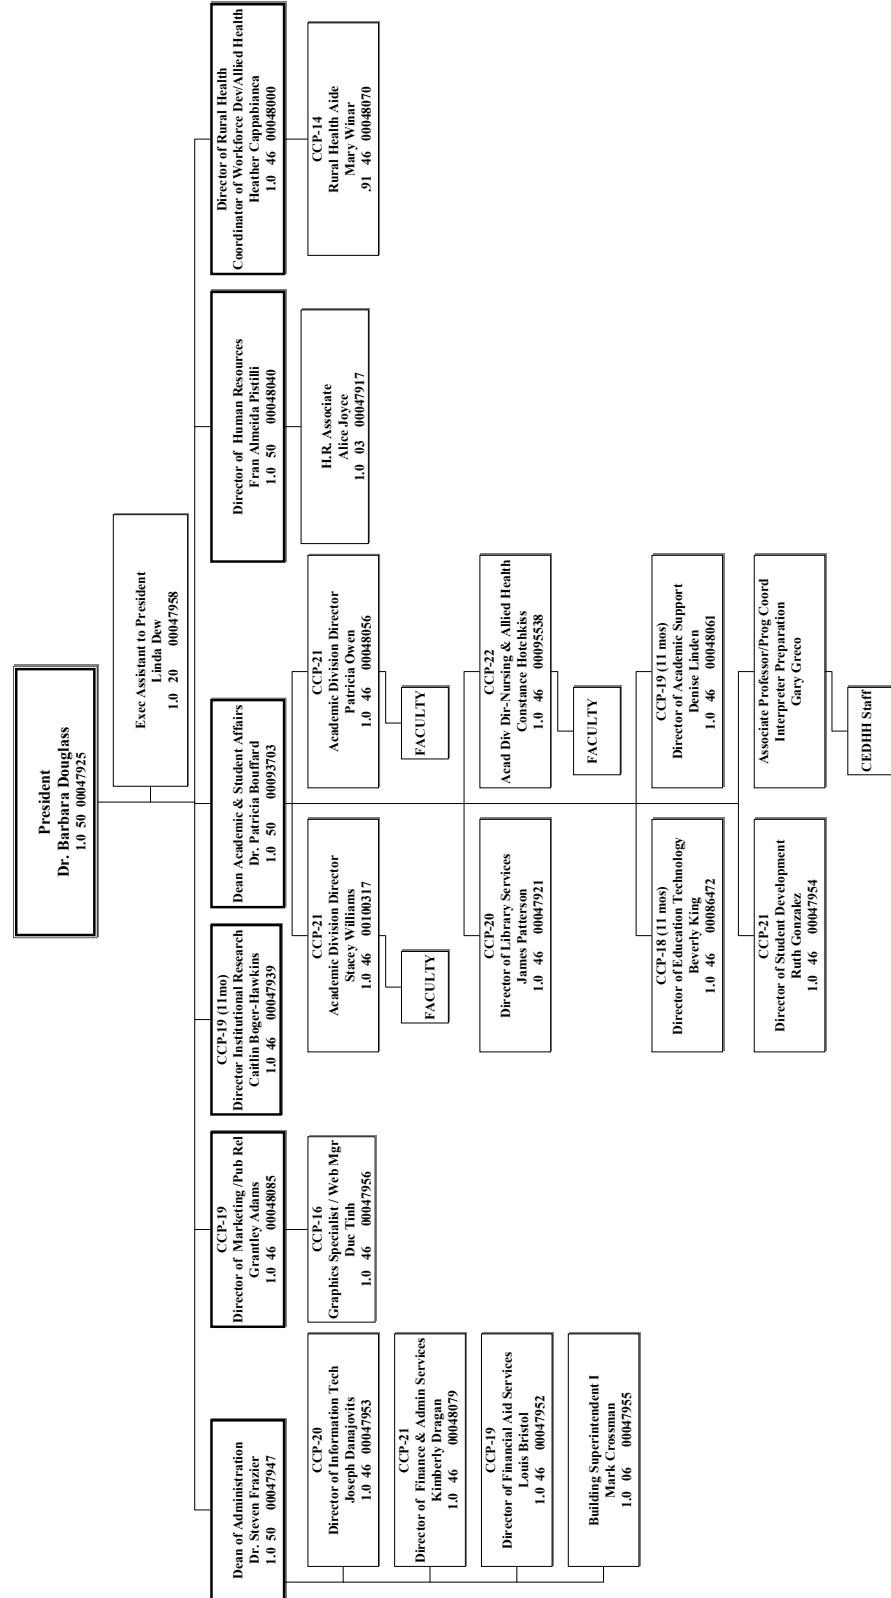 President
Dr. Barbara Douglass
1.0 50 00047925
Exec Assistant to President
Linda Dew
1.0 20 00047958
Dean of Administration
Dr. Steven Frazier
1.0 50 00047947
CCP-20
Director of Information Tech
Joseph Danajovits
1.0 46 00047953
CCP-21
Director of Finance & Admin Services
Kimberly Dragan
1.0 46 00048079
CCP-19
Director of Financial Aid Services
Louis Bristol
1.0 46 00047952
Building Superintendent I
Mark Crossman
1.0 06 00047955
CCP-19
Director of Marketing /Pub Rel
Grantley Adams
1.0 46 00048085
CCP-16
Graphics Specialist / Web Mgr
Duc Tinh
1.0 46 00047956
CCP-19 (11mo)
Director Institutional Research
Caitlin Boger-Hawkins
1.0 46 00047939
Dean Academic & Student Affairs
Dr. Patricia Bouffard
1.0 50 00093703
CCP-21
Academic Division Director
Stacey Williams
1.0 46 00100317
FACULTY
CCP-21
Academic Division Director
Patricia Owen
1.0 46 00048056
FACULTY
CCP-20
Director of Library Services
James Patterson
1.0 46 00047921
CCP-22
Acad Div Dir-Nursing & Allied Health
Constance Hotchkiss
1.0 46 00095538
FACULTY
CCP-18 (11 mos)
Director of Education Technology
Beverly King
1.0 46 00086472
CCP-19 (11 mos)
Director of Academic Support
Denise Linden
1.0 46 00048061
CCP-21
Director of Student Development
Ruth Gonzalez
1.0 46 00047954
Associate Professor/Prog Coord
Interpreter Preparation
Gary Greco
CEDHH Staff
Director of Human Resources
Fran Almeida Pistilli
1.0 50 00048040
H.R. Associate
Alice Joyce
1.0 03 00047917
Director of Rural Health
Coordinator of Workforce Dev/Allied Health
Heather Cappabianca
1.0 46 00048000
CCP-14
Rural Health Aide
Mary Winar
.91 46 00048070